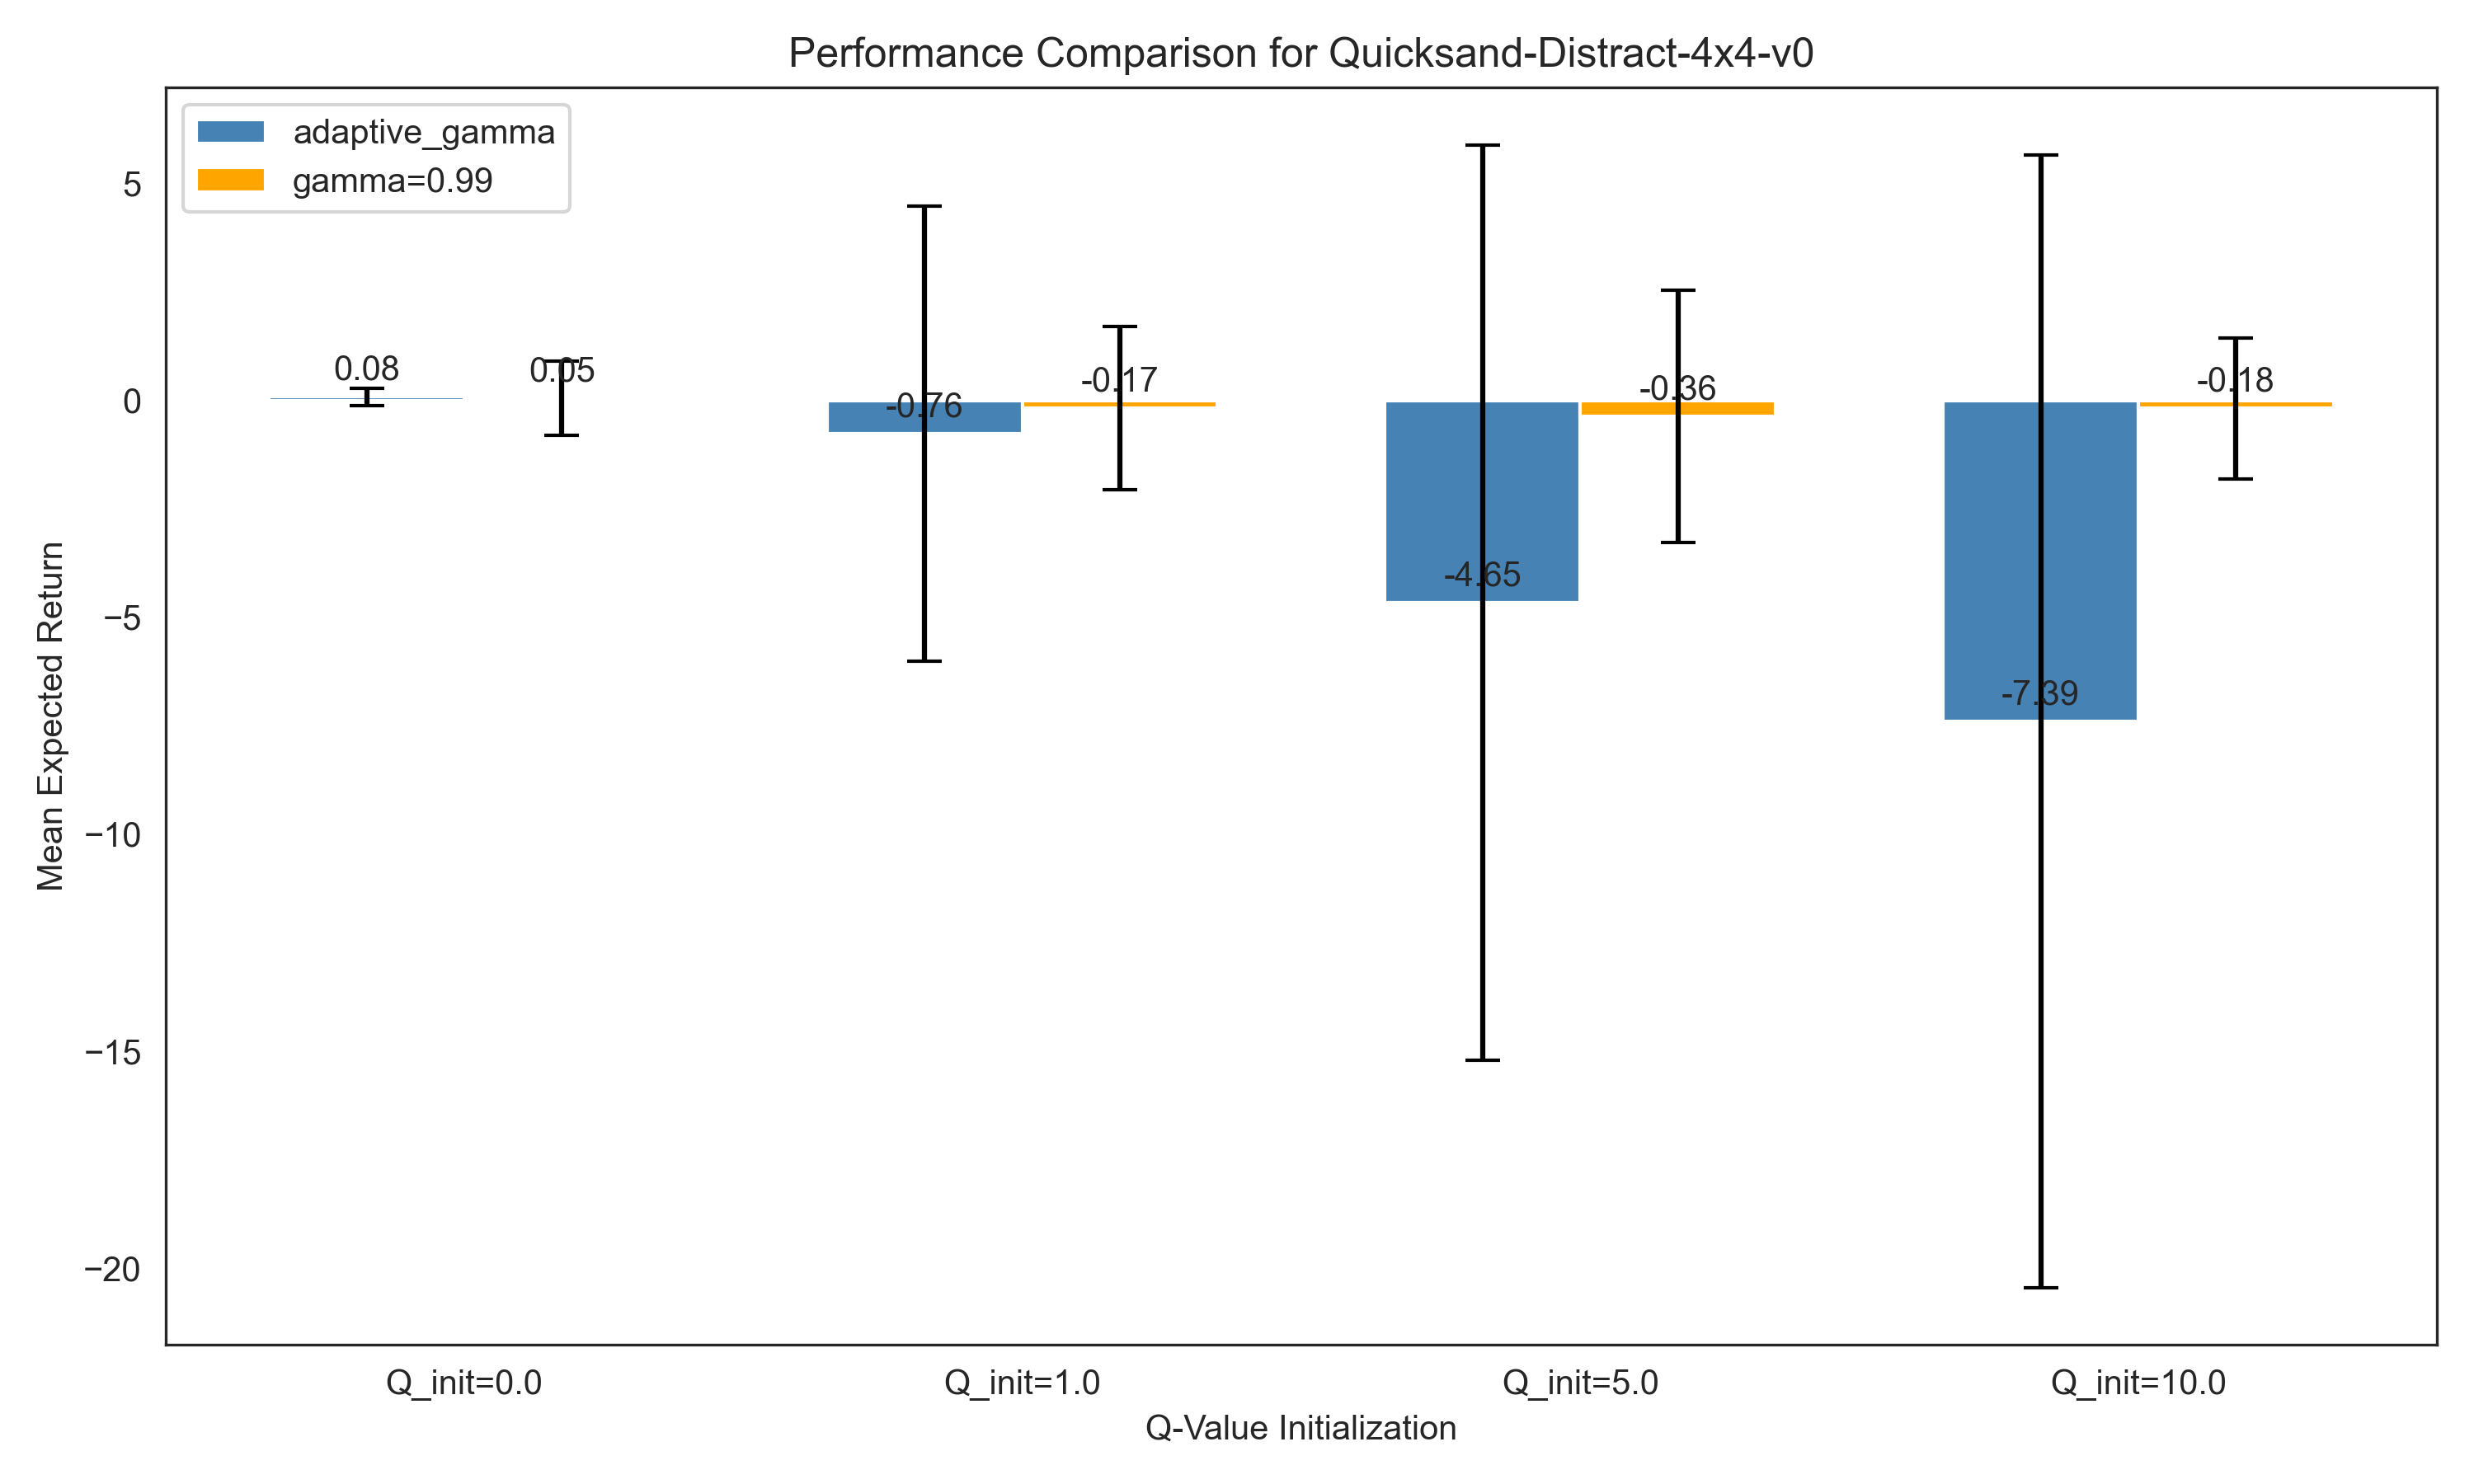 Performance Comparison for Quicksand-Distract-4x4-v0
adaptive_gamma
gamma=0.99
Mean Expected Return
5
0
−5
−10
−15
−20
0.08
0.05
-0.76
-0.17
-4.65
-0.36
-7.39
-0.18
Q_init=0.0
Q_init=1.0
Q_init=5.0
Q_init=10.0
Q-Value Initialization